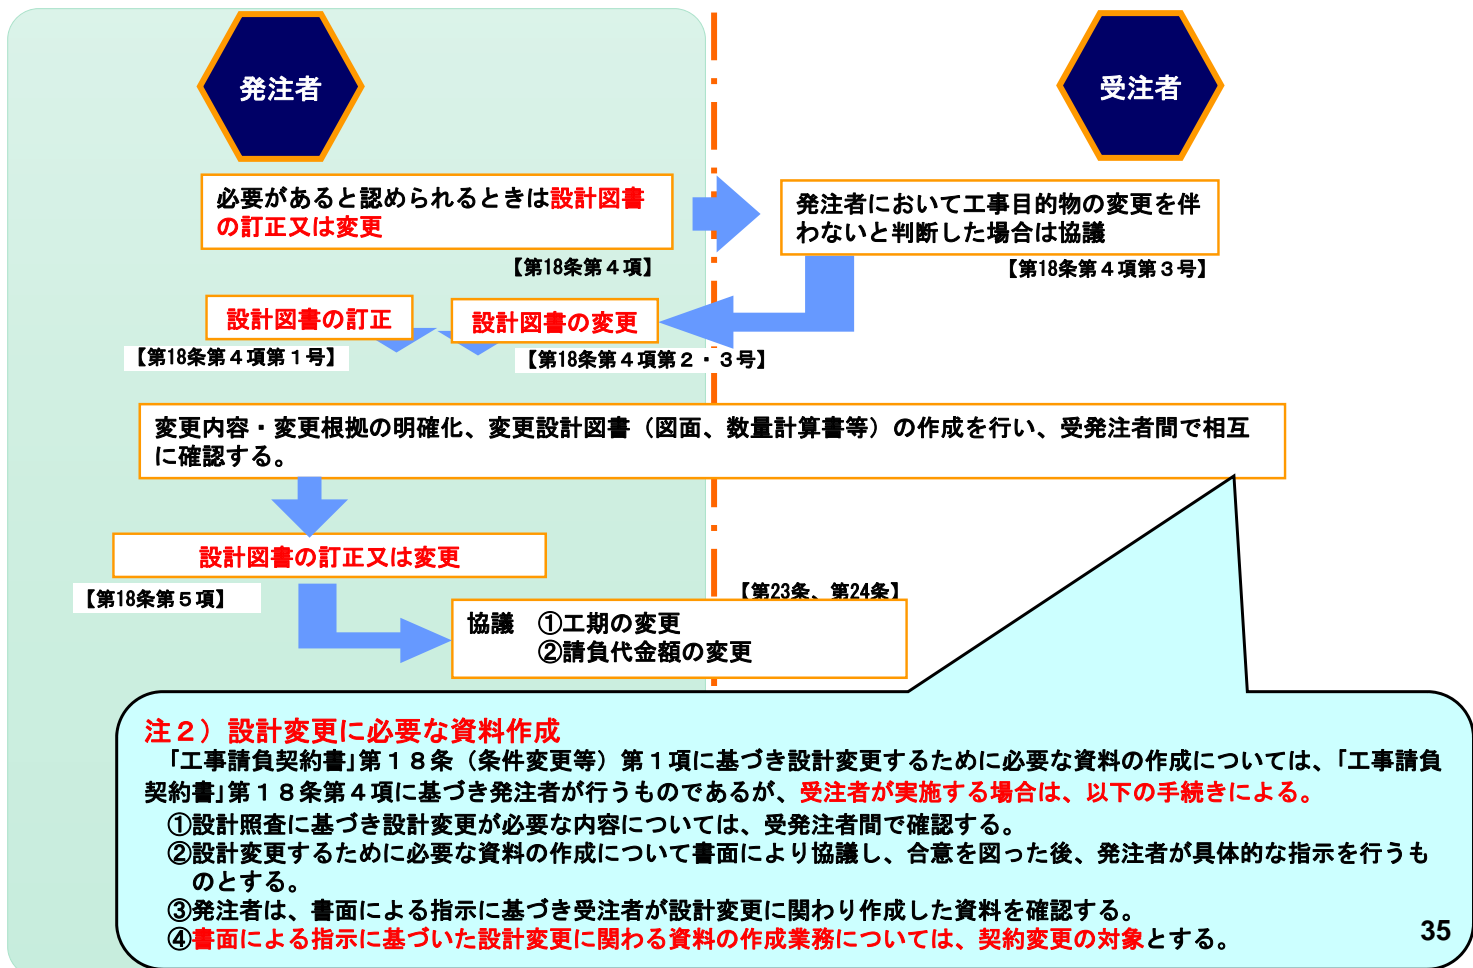 発注者
受注者
必要があると認められるときは設計図書
の訂正又は変更
【第18条第４項】
発注者において工事目的物の変更を伴
わないと判断した場合は協議
【第18条第４項第３号】
設計図書の訂正
【第18条第４項第１号】
設計図書の変更
【第18条第４項第２・３号】
変更内容・変更根拠の明確化、変更設計図書（図面、数量計算書等）の作成を行い、受発注者間で相互
に確認する。
設計図書の訂正又は変更
【第18条第５項】
【第23条、第24条】
協議　①工期の変更
②請負代金額の変更
注２）設計変更に必要な資料作成
「工事請負契約書」第１８条（条件変更等）第１項に基づき設計変更するために必要な資料の作成については、「工事請負
契約書」第１８条第４項に基づき発注者が行うものであるが、受注者が実施する場合は、以下の手続きによる。
①設計照査に基づき設計変更が必要な内容については、受発注者間で確認する。
②設計変更するために必要な資料の作成について書面により協議し、合意を図った後、発注者が具体的な指示を行うも
のとする。
③発注者は、書面による指示に基づき受注者が設計変更に関わり作成した資料を確認する。
④書面による指示に基づいた設計変更に関わる資料の作成業務については、契約変更の対象とする。
35